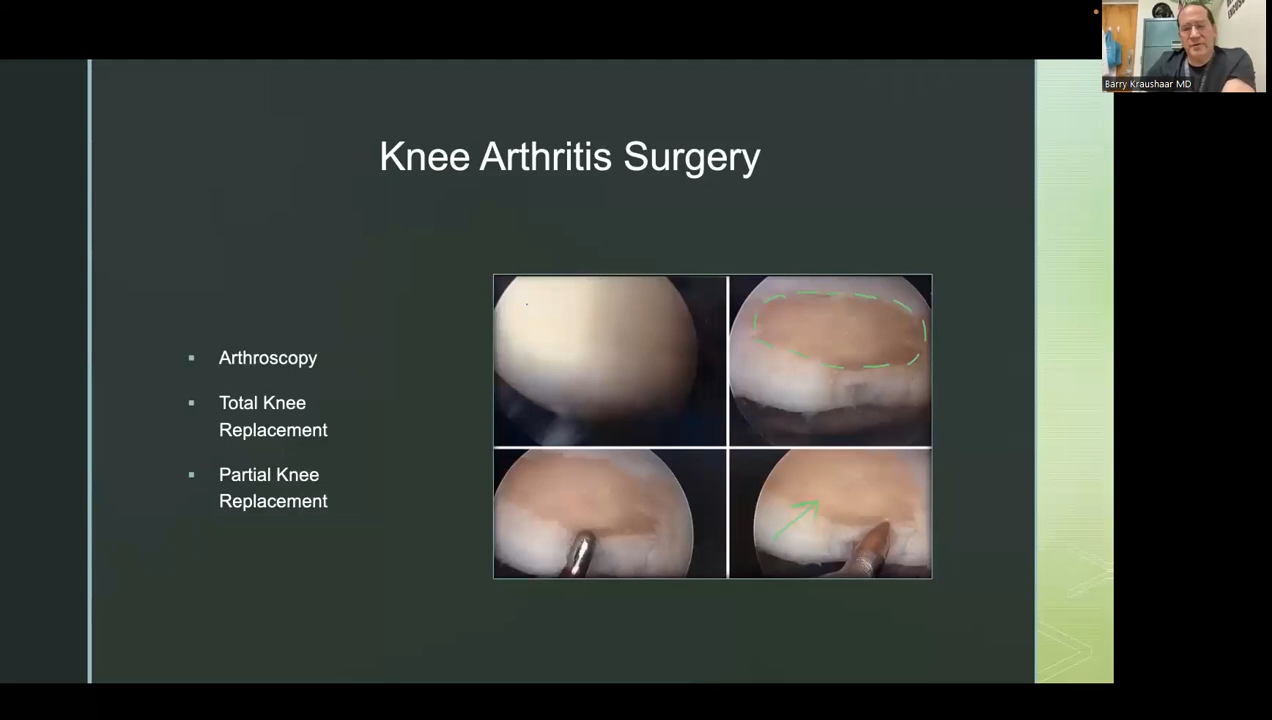 Knee Arthritis Surgery
Arthroscopy
Total Knee
Replacement
Partial Knee
Replacement
Barry Kraushaar MD